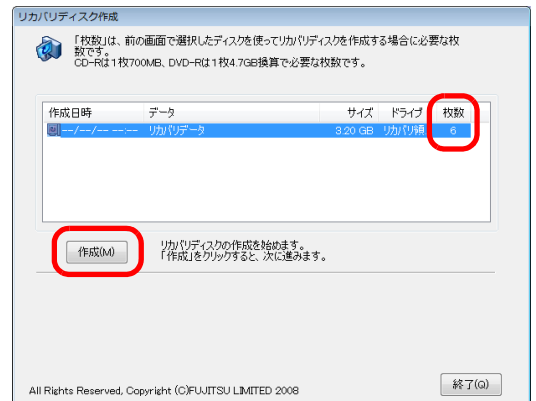 リカバリディスク作成
「枚数」は、前の画面で選択したディスクを使ってリカバリディスクを作成する場合に必要な枚
数です。
CD-Rは1枚700MB、DVD-Rは1枚4.7GB換算で必要な枚数です。
作成日時 データ サイズ ドライブ 枚数
--/--/-- --:-- リカバリデータ 3.20 GB リカバリ領 6
作成(M)
リカバリディスクの作成を始めます。
「作成」をクリックすると、次に進みます。
All Rights Reserved, Copyright (C)FUJITSU LIMITED 2008
終了(Q)